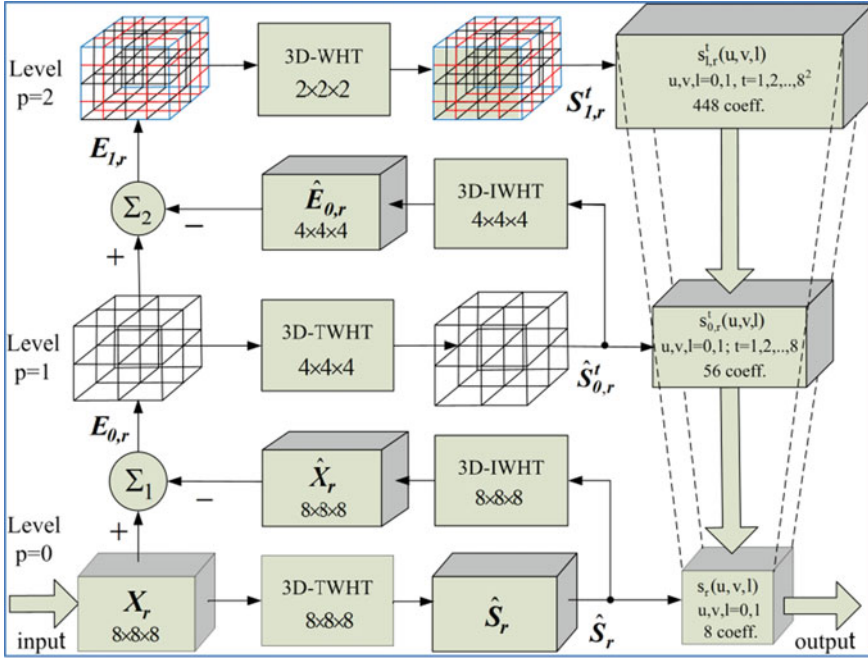 Level
p=2
3D-WHT
2×2×2
S^t_{1,r}
s^t_{1,r}(u,v,l)
u,v,l=0,1, t=1,2,..,8²
448 coeff.
E_{1,r}
Σ₂
−
+
Ê_{0,r}
4×4×4
3D-IWHT
4×4×4
Level
p=1
3D-TWHT
4×4×4
Ŝ^t_{0,r}
s^t_{0,r}(u,v,l)
u,v,l=0,1; t=1,2,..,8
56 coeff.
E_{0,r}
Σ₁
−
+
X̂_r
8×8×8
3D-IWHT
8×8×8
Level
p=0
input
X_r
8×8×8
3D-TWHT
8×8×8
Ŝ_r
Ŝ_r
s_r(u,v,l)
u,v,l=0,1
8 coeff.
output